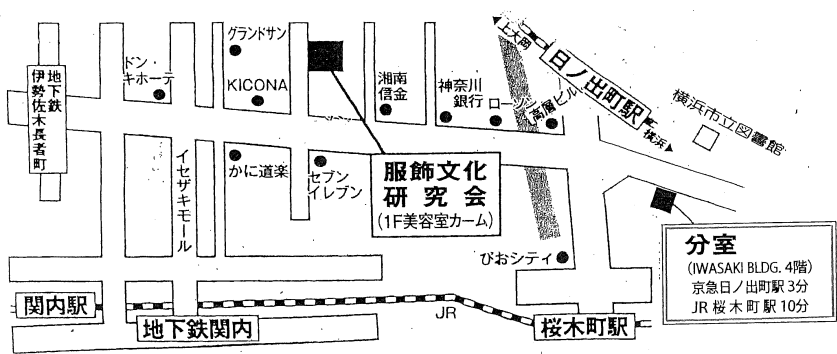 グランドサン
上大岡
日ノ出町駅
ドン・
キホーテ
KICONA
湘南
信金
神奈川
銀行
ローソン
高層ビル
横浜
横浜市立図書館
地下鉄
伊勢佐木長者町
イセザキモール
かに道楽
セブン
イレブン
服飾文化
研究会
(1F美容室カーム)
ぴおシティ
分室
(IWASAKI BLDG. 4階)
京急日ノ出町駅 3分
JR 桜木町駅 10分
関内駅
地下鉄関内
JR
桜木町駅